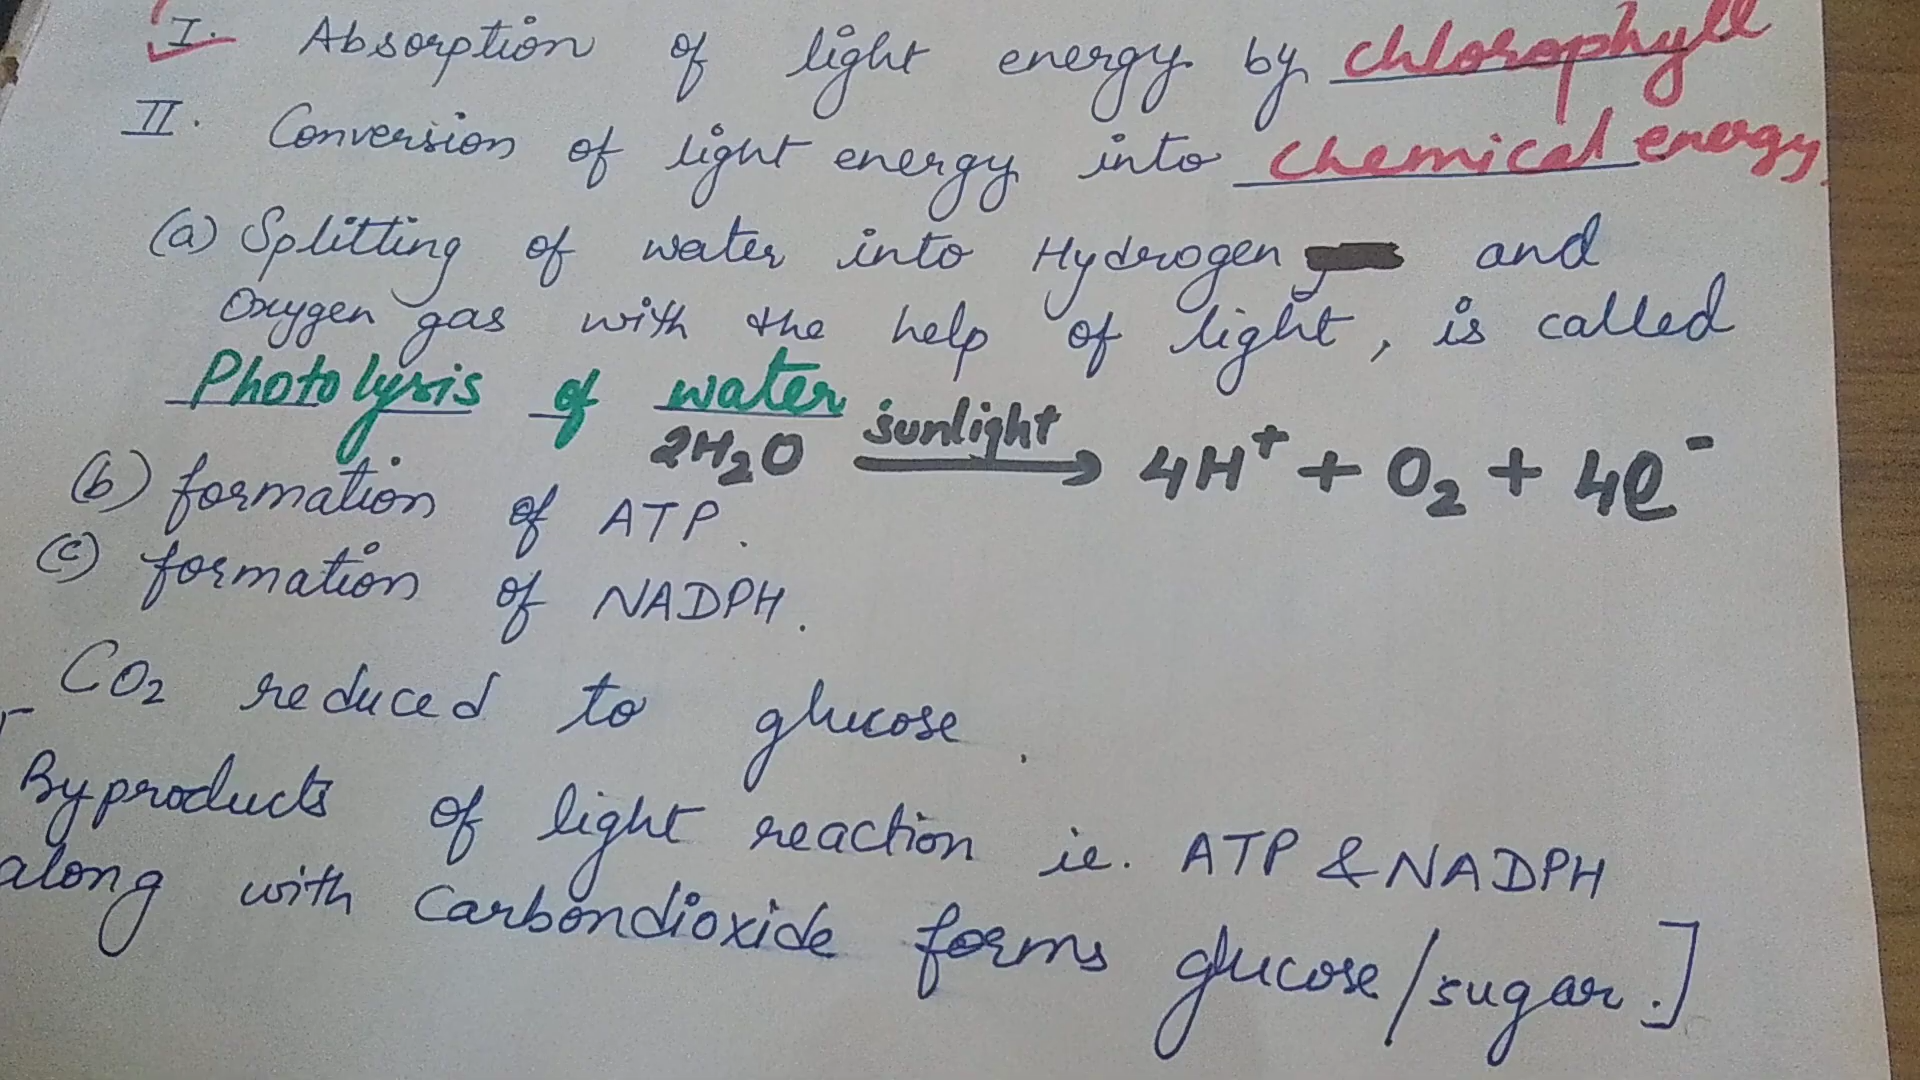 I. Absorption of light energy by chlorophyll
II. Conversion of light energy into chemical energy.
(a) Splitting of water into Hydrogen and
Oxygen gas with the help of light, is called
Photolysis of water
2H₂O sunlight → 4H⁺ + O₂ + 4e⁻
(b) formation of ATP.
(c) formation of NADPH.
CO₂ reduced to glucose.
Byproducts of light reaction ie. ATP & NADPH
along with Carbondioxide forms glucose/sugar.]